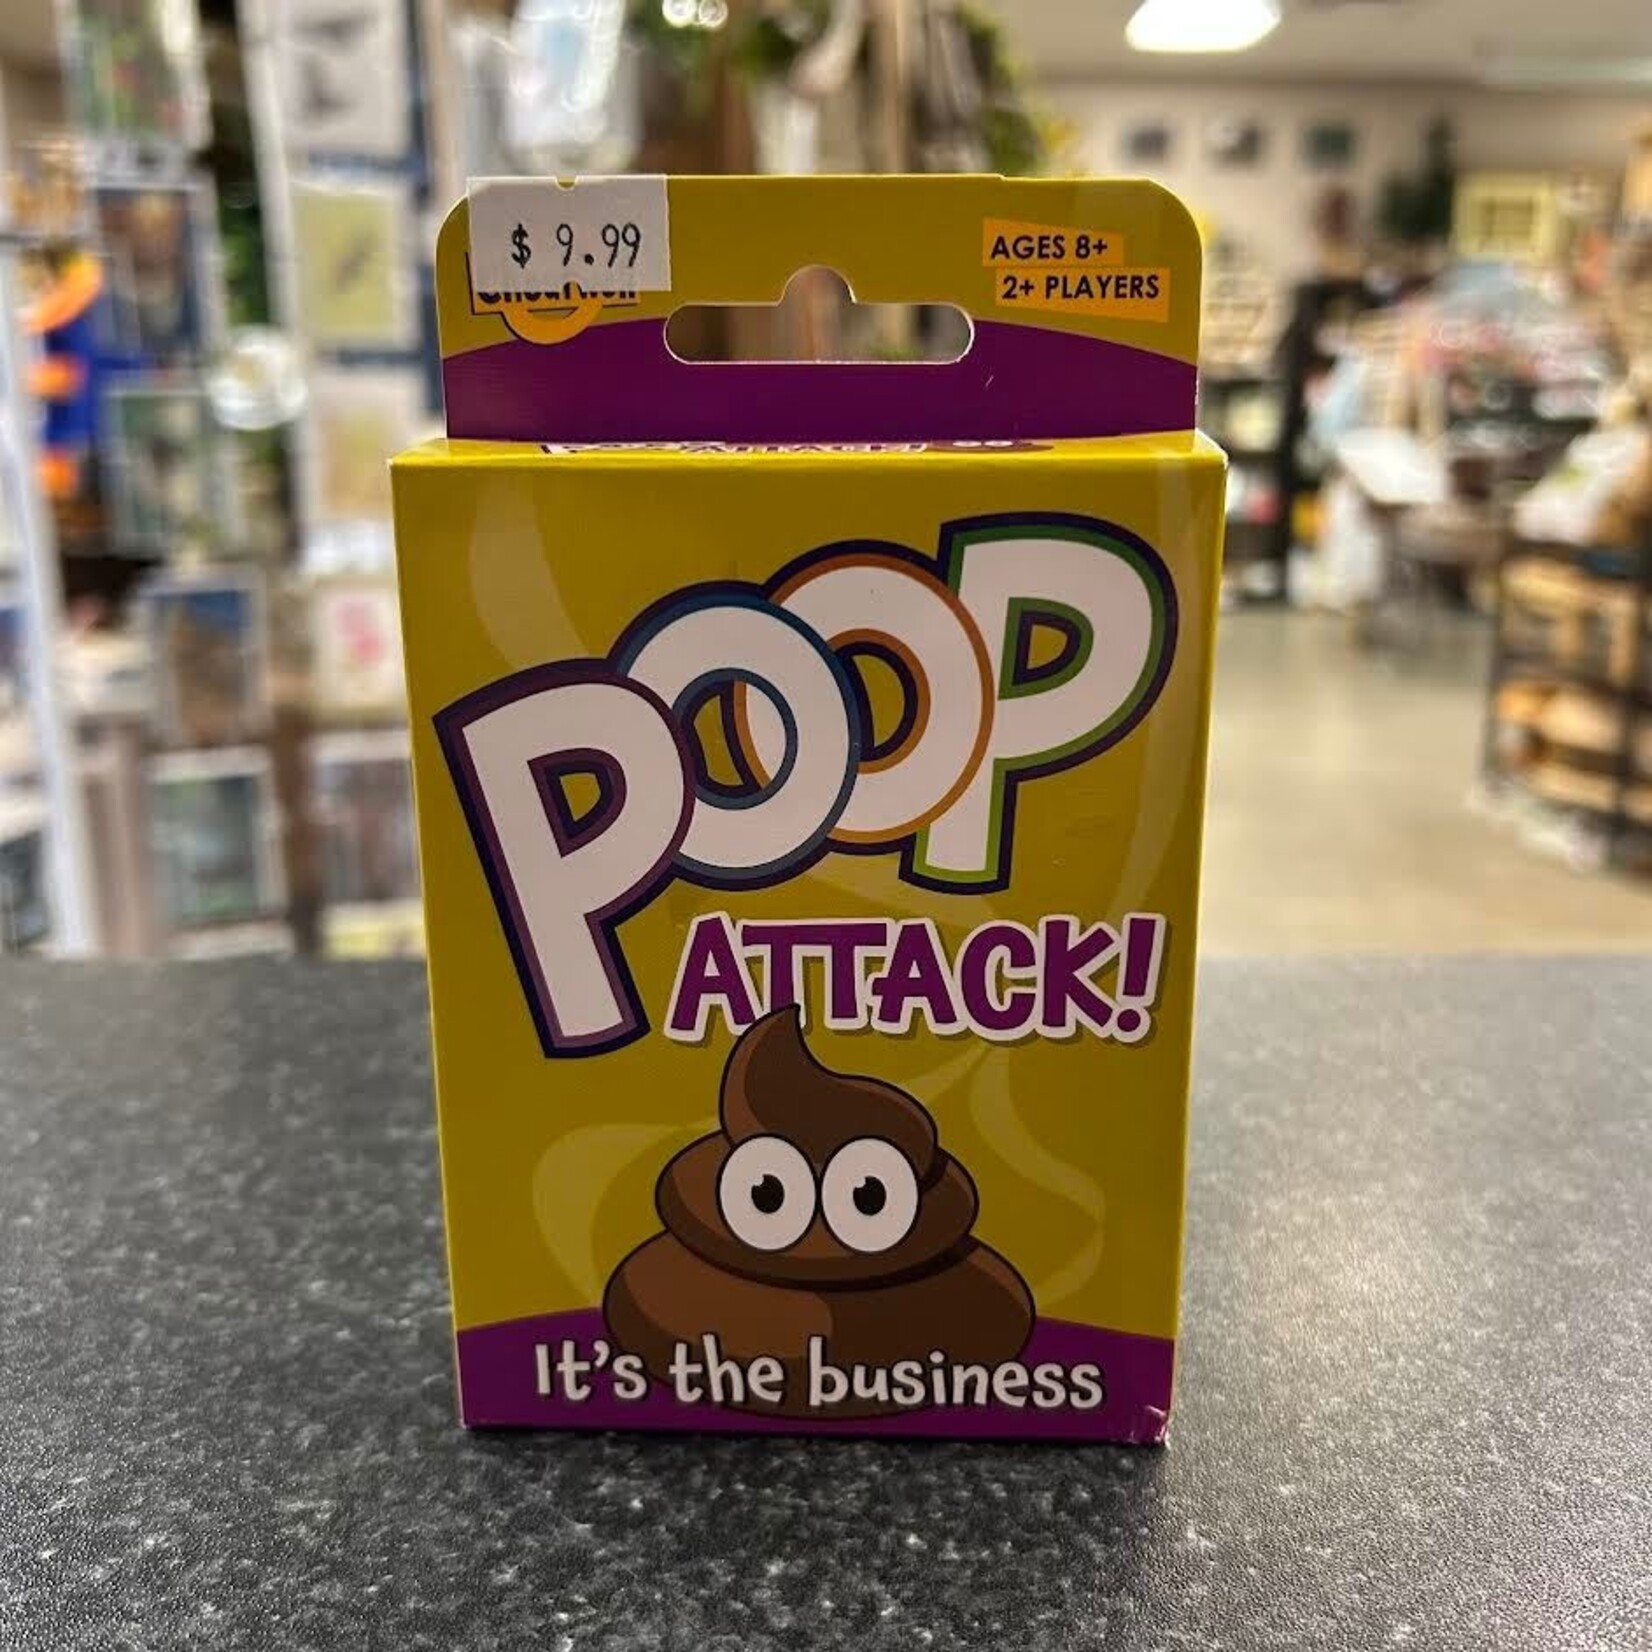 $ 9.99
AGES 8+
2+ PLAYERS
POOP
ATTACK!
It's the business